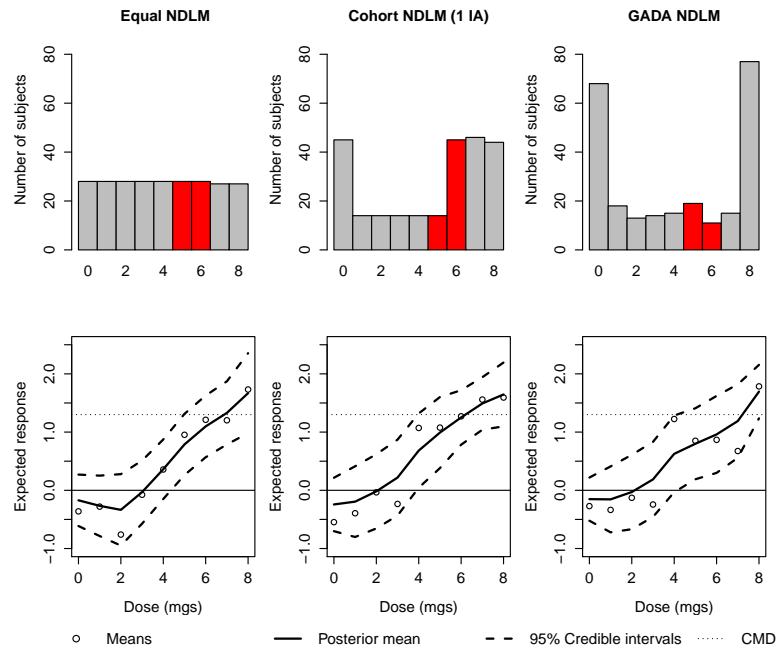 Equal NDLM
Cohort NDLM (1 IA)
GADA NDLM
Number of subjects
0 20 40 60 80
0 2 4 6 8
Number of subjects
0 20 40 60 80
0 2 4 6 8
Number of subjects
0 20 40 60 80
0 2 4 6 8
Expected response
−1.0 0.0 1.0 2.0
0 2 4 6 8
Dose (mgs)
Expected response
−1.0 0.0 1.0 2.0
0 2 4 6 8
Dose (mgs)
Expected response
−1.0 0.0 1.0 2.0
0 2 4 6 8
Dose (mgs)
Means
Posterior mean
95% Credible intervals
CMD